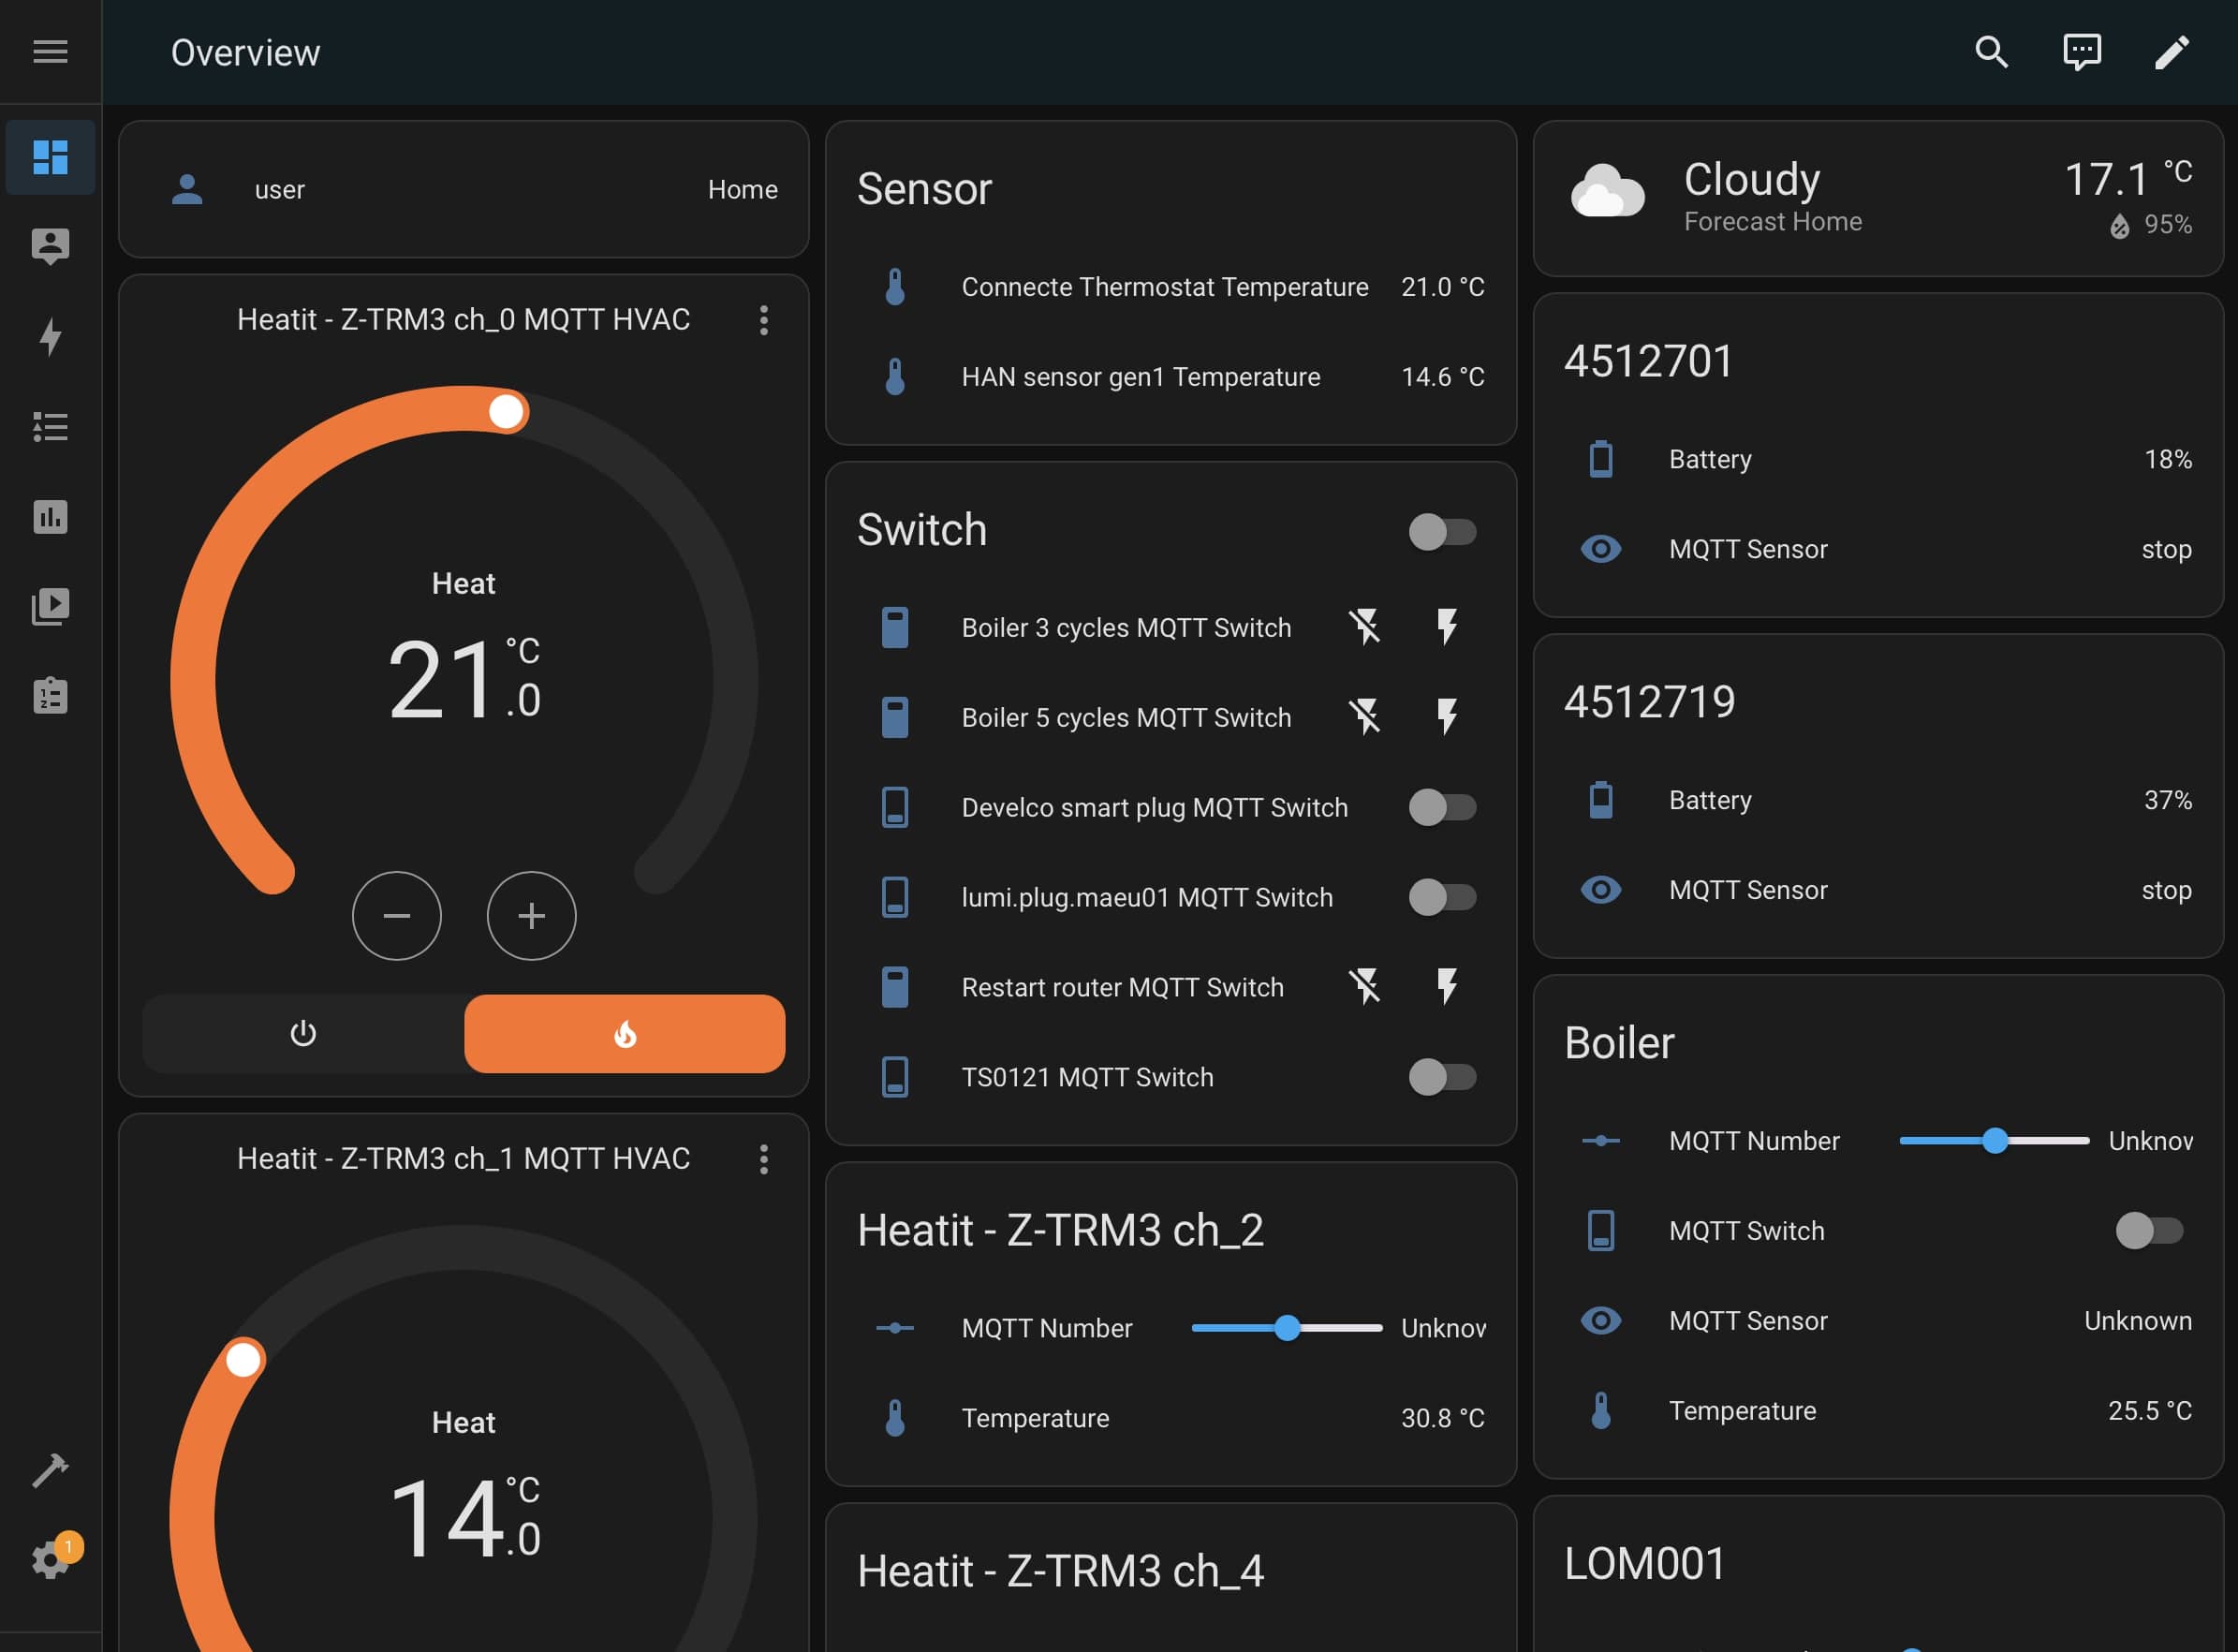 Overview
user Home
Heatit - Z-TRM3 ch_0 MQTT HVAC
Heat
21.0 °C
Heatit - Z-TRM3 ch_1 MQTT HVAC
Heat
14.0 °C
1
Sensor
Connecte Thermostat Temperature 21.0 °C
HAN sensor gen1 Temperature 14.6 °C
Switch
Boiler 3 cycles MQTT Switch
Boiler 5 cycles MQTT Switch
Develco smart plug MQTT Switch
lumi.plug.maeu01 MQTT Switch
Restart router MQTT Switch
TS0121 MQTT Switch
Heatit - Z-TRM3 ch_2
MQTT Number Unknov
Temperature 30.8 °C
Heatit - Z-TRM3 ch_4
Cloudy 17.1 °C
Forecast Home 95%
4512701
Battery 18%
MQTT Sensor stop
4512719
Battery 37%
MQTT Sensor stop
Boiler
MQTT Number Unknov
MQTT Switch
MQTT Sensor Unknown
Temperature 25.5 °C
LOM001